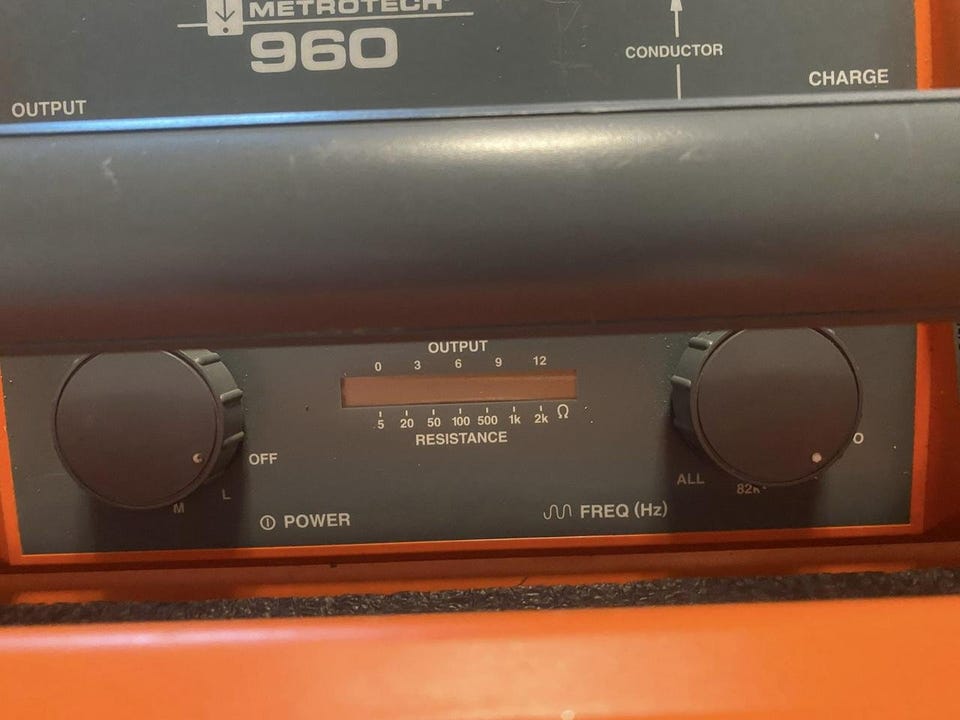 METROTECH
960
CONDUCTOR
CHARGE
OUTPUT
OUTPUT
0 3 6 9 12
5 20 50 100 500 1k 2k Ω
RESISTANCE
OFF
L
M
POWER
ALL
82k
FREQ (Hz)